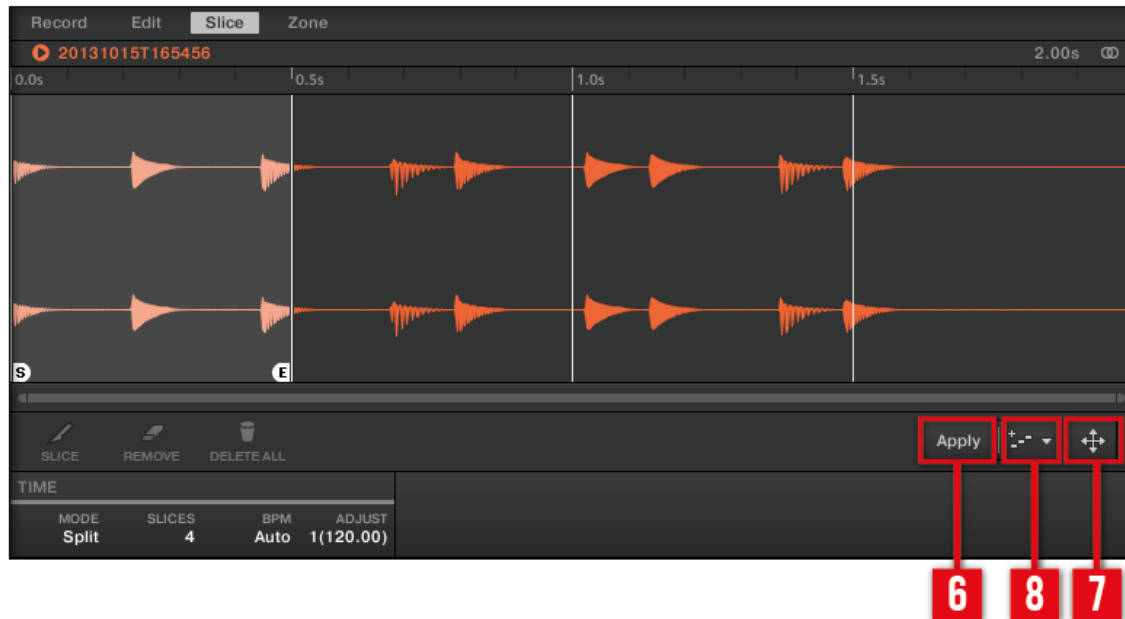 Record Edit Slice Zone
20131015T165456 2.00s
0.0s 0.5s 1.0s 1.5s
S E
SLICE REMOVE DELETE ALL Apply
TIME
MODE SLICES BPM ADJUST
Split 4 Auto 1(120.00)
6 8 7